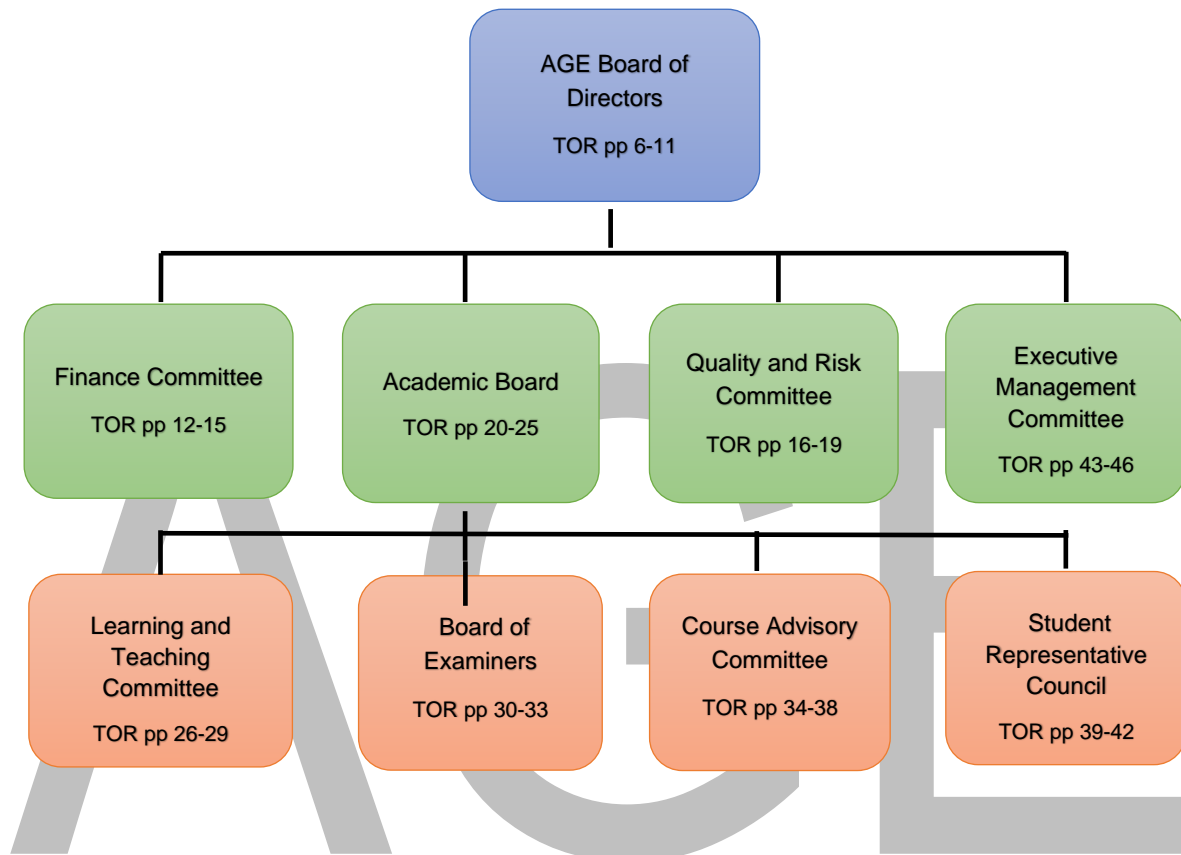 AGE Board of
Directors
TOR pp 6-11
Finance Committee
TOR pp 12-15
Academic Board
TOR pp 20-25
Quality and Risk
Committee
TOR pp 16-19
Executive
Management
Committee
TOR pp 43-46
Learning and
Teaching
Committee
TOR pp 26-29
Board of
Examiners
TOR pp 30-33
Course Advisory
Committee
TOR pp 34-38
Student
Representative
Council
TOR pp 39-42
AGE